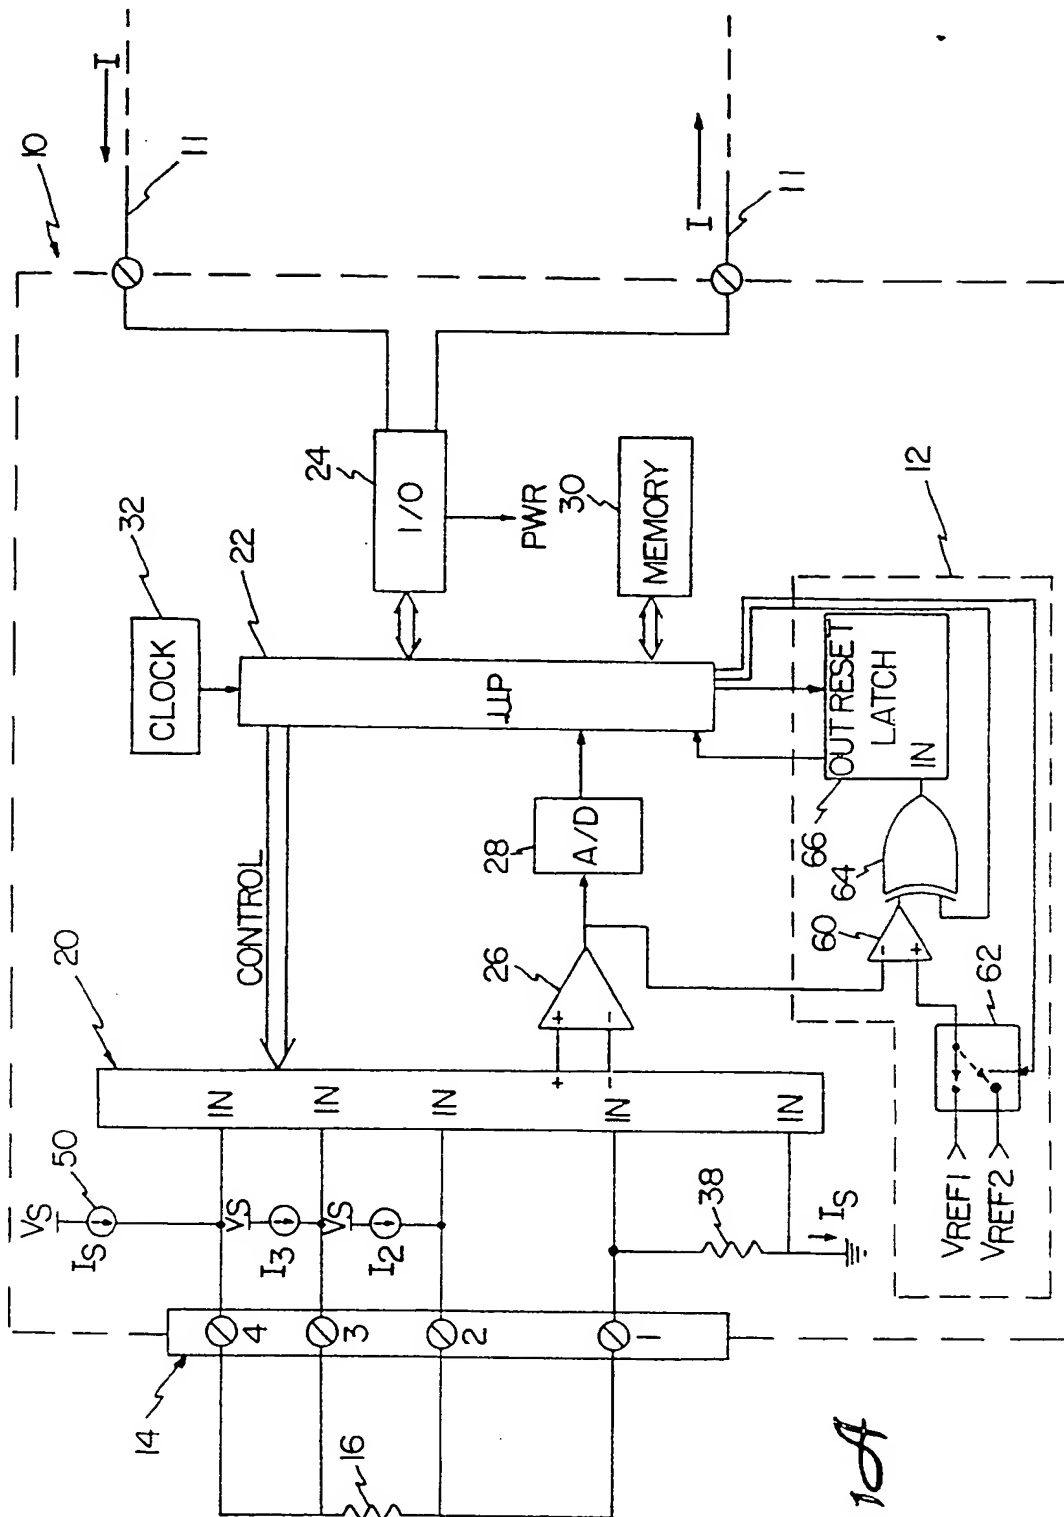 I
10
11
32
CLOCK
22
24
I/O
PWR
30
MEMORY
I
11
12
20
CONTROL
µP
28
A/D
26
+
-
+
-
OUT RESET
LATCH
IN
66
64
60
-
+
62
VREF1
VREF2
IN
IN
IN
IN
IN
50
VS
IS
VS
I3
VS
I2
38
IS
14
4
3
2
1
16
1A